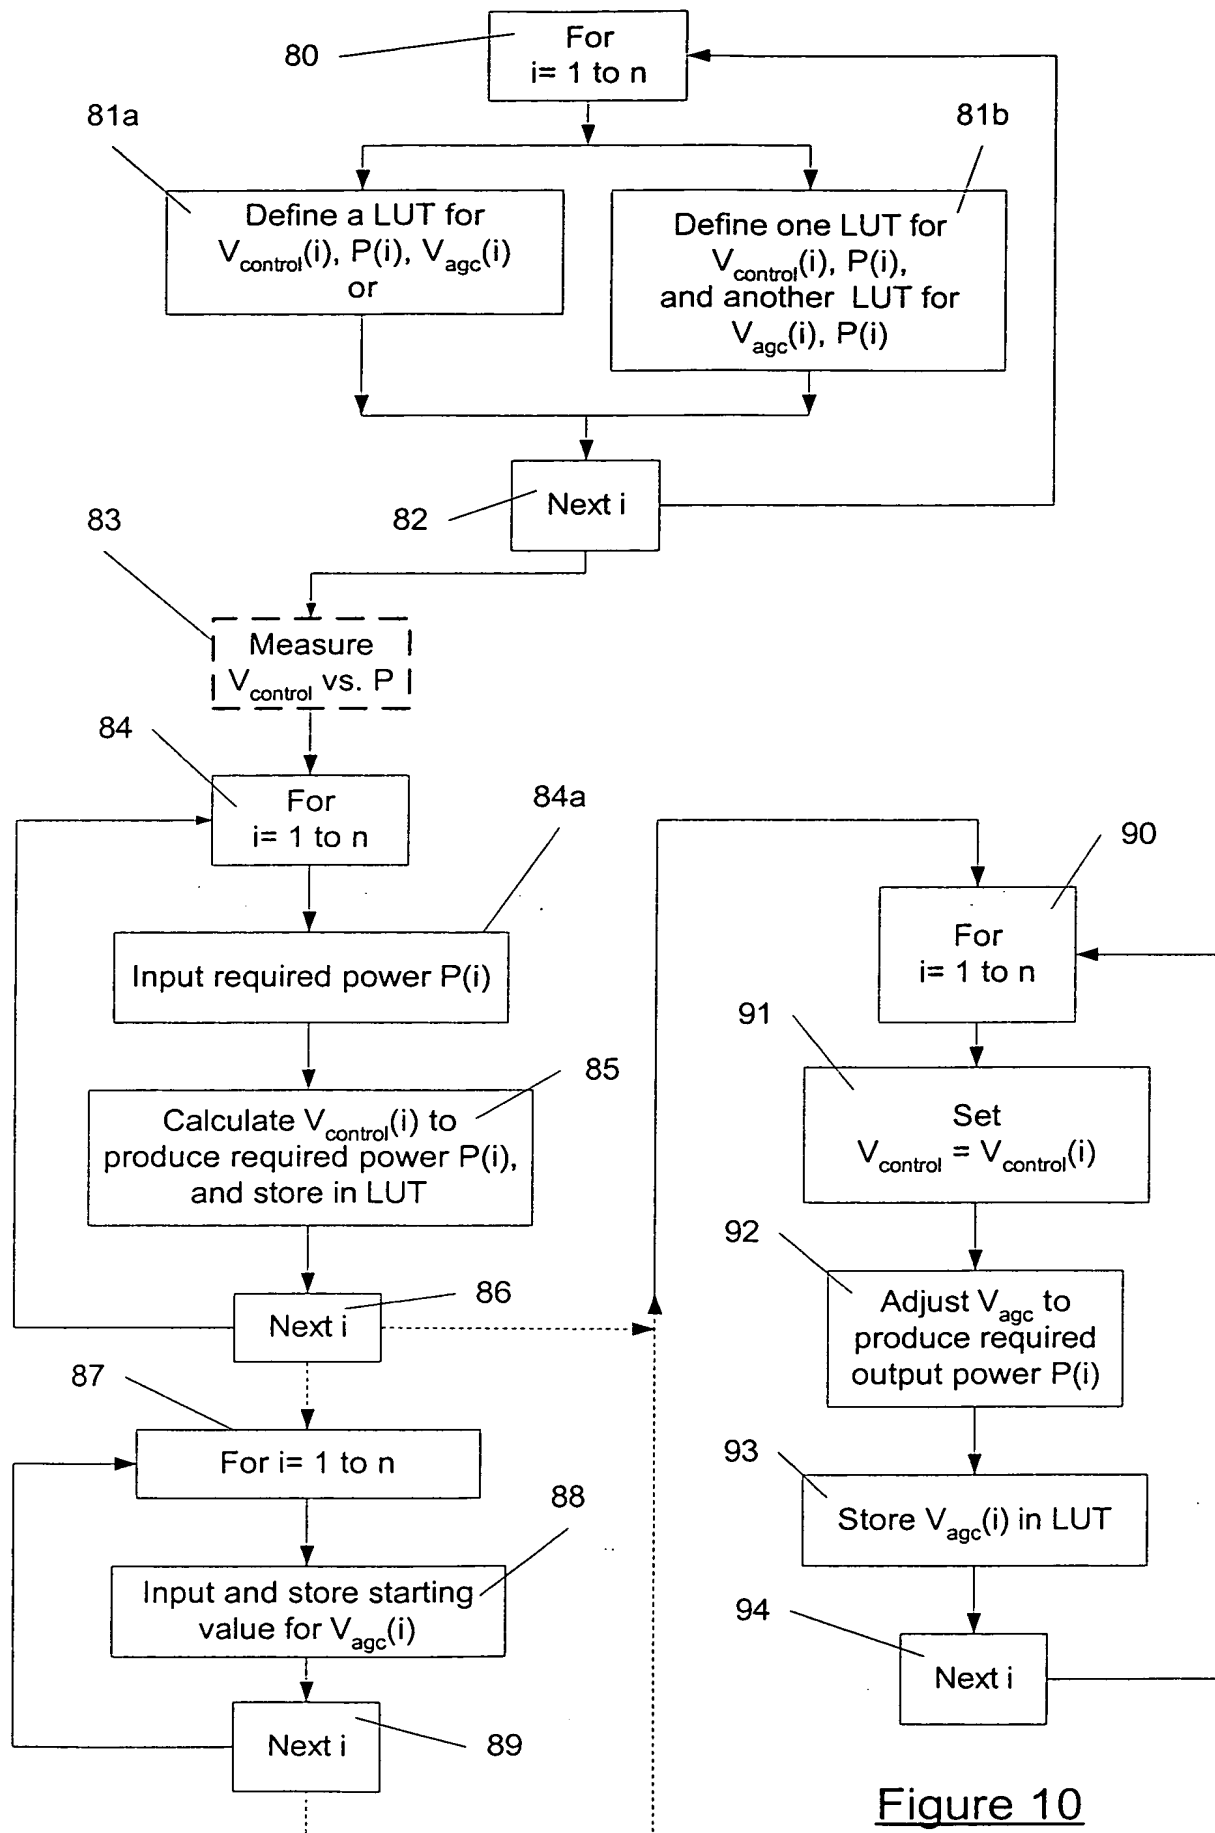 80
For
i= 1 to n
81a
81b
Define a LUT for
Vcontrol(i), P(i), Vagc(i)
or
Define one LUT for
Vcontrol(i), P(i),
and another LUT for
Vagc(i), P(i)
82
Next i
83
Measure
Vcontrol vs. P
84
For
i= 1 to n
84a
Input required power P(i)
85
Calculate Vcontrol(i) to
produce required power P(i),
and store in LUT
86
Next i
87
For i= 1 to n
88
Input and store starting
value for Vagc(i)
Next i
89
90
For
i= 1 to n
91
Set
Vcontrol = Vcontrol(i)
92
Adjust Vagc to
produce required
output power P(i)
93
Store Vagc(i) in LUT
94
Next i
Figure 10